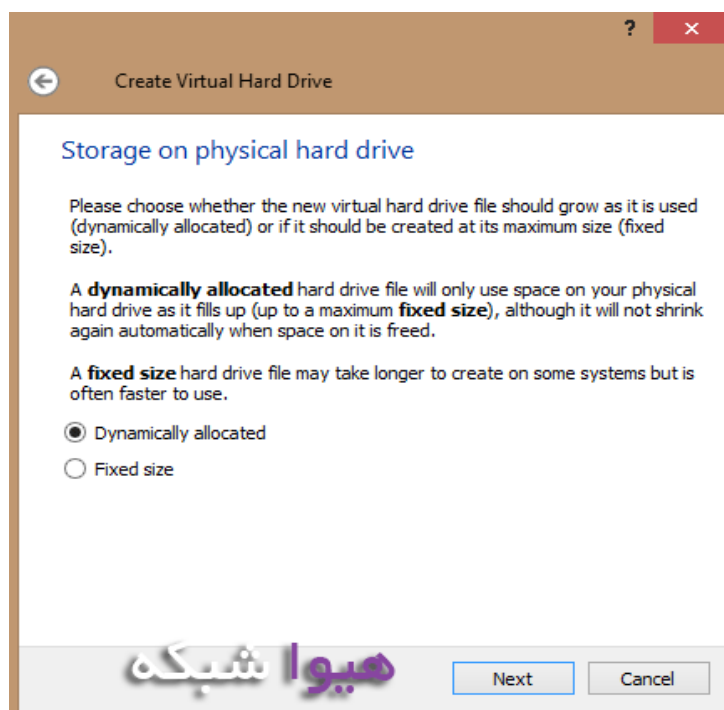 ?
Create Virtual Hard Drive
Storage on physical hard drive
Please choose whether the new virtual hard drive file should grow as it is used
(dynamically allocated) or if it should be created at its maximum size (fixed
size).
A dynamically allocated hard drive file will only use space on your physical
hard drive as it fills up (up to a maximum fixed size), although it will not shrink
again automatically when space on it is freed.
A fixed size hard drive file may take longer to create on some systems but is
often faster to use.
Dynamically allocated
Fixed size
هیوا شبکه
Next Cancel